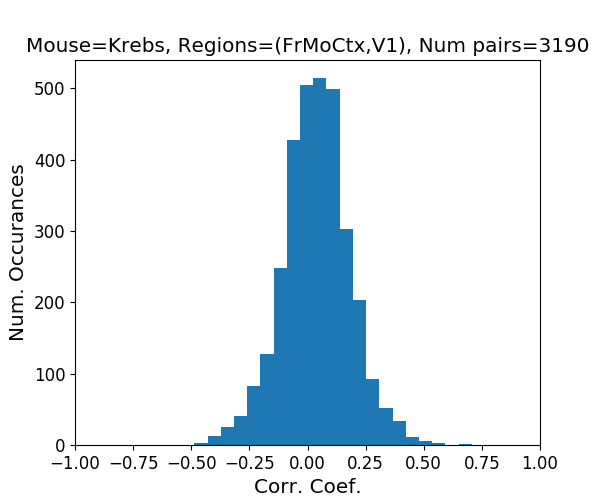 Mouse=Krebs, Regions=(FrMoCtx,V1), Num pairs=3190
500
400
300
200
100
0
Num. Occurances
−1.00 −0.75 −0.50 −0.25 0.00 0.25 0.50 0.75 1.00
Corr. Coef.